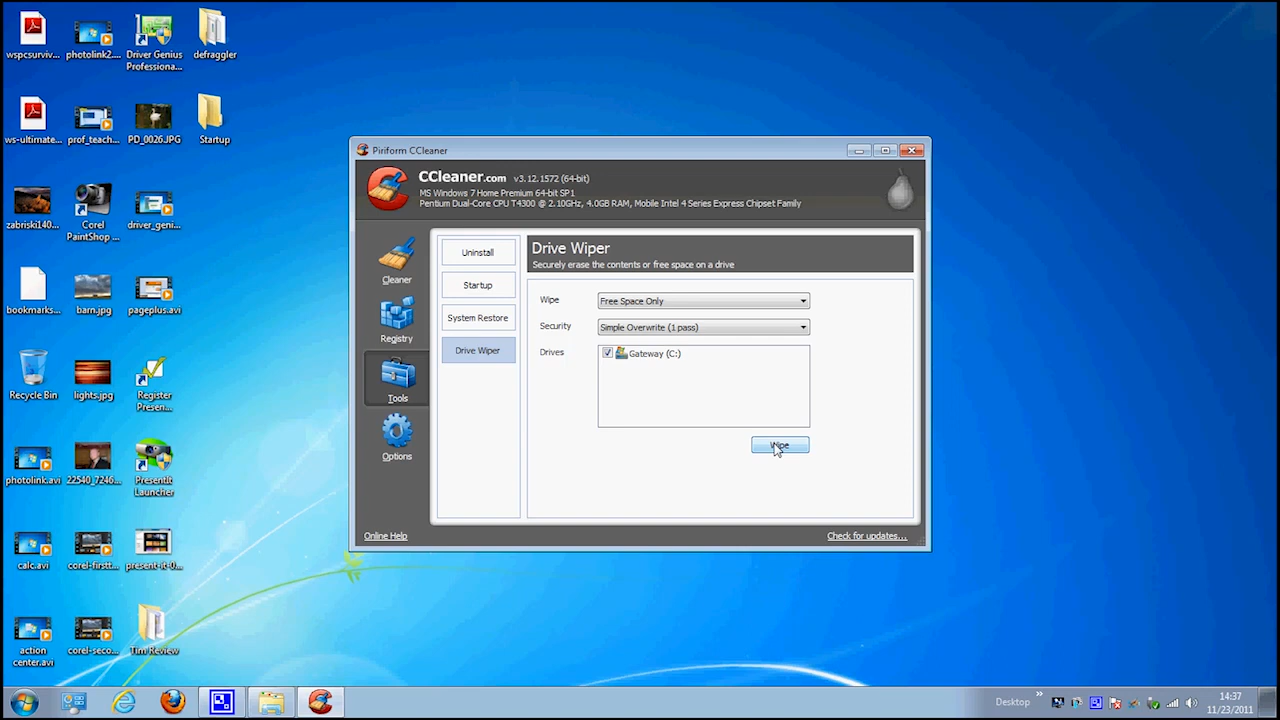 wspcsurviv...
photolink2....
Driver Genius
Professiona...
defraggler
ws-ultimate...
prof_teach...
PD_0026.JPG
Startup
zabriski140...
Corel
PaintShop ...
driver_geni...
bookmarks...
barn.jpg
pageplus.avi
Recycle Bin
lights.jpg
Register
Presen...
photolink.avi
22540_7246...
PresentIt
Launcher
calc.avi
corel-firstt...
present-it-0...
action
center.avi
corel-seco...
Tim Review
Piriform CCleaner
CCleaner.com v3.12.1572 (64-bit)
MS Windows 7 Home Premium 64-bit SP1
Pentium Dual-Core CPU T4300 @ 2.10GHz, 4.0GB RAM, Mobile Intel 4 Series Express Chipset Family
Cleaner
Registry
Tools
Options
Uninstall
Startup
System Restore
Drive Wiper
Drive Wiper
Securely erase the contents or free space on a drive
Wipe
Free Space Only
Security
Simple Overwrite (1 pass)
Drives
Gateway (C:)
Wipe
Online Help
Check for updates...
Desktop
»
14:37
11/23/2011